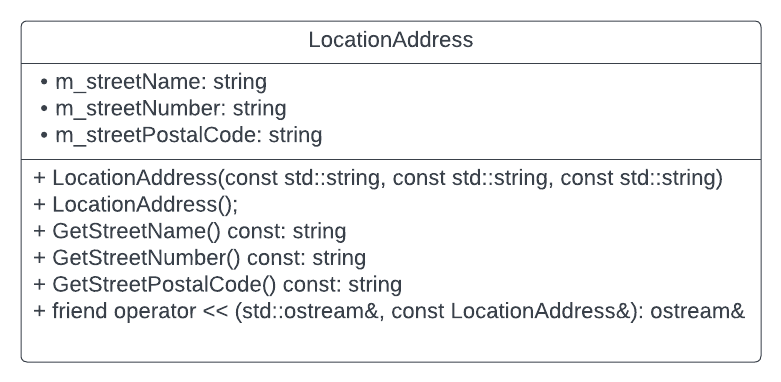 LocationAddress
• m_streetName: string
• m_streetNumber: string
• m_streetPostalCode: string
+ LocationAddress(const std::string, const std::string, const std::string)
+ LocationAddress();
+ GetStreetName() const: string
+ GetStreetNumber() const: string
+ GetStreetPostalCode() const: string
+ friend operator << (std::ostream&, const LocationAddress&): ostream&